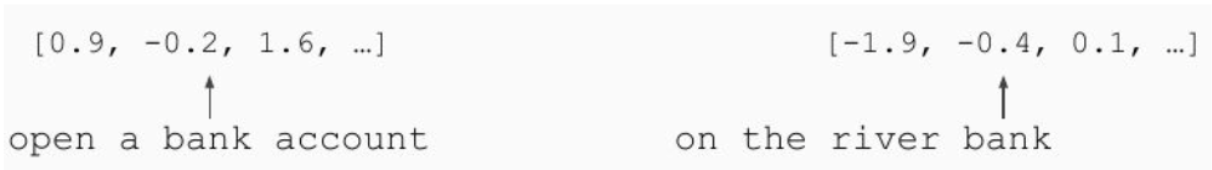 [0.9, -0.2, 1.6, …] [-1.9, -0.4, 0.1, …]
open a bank account on the river bank